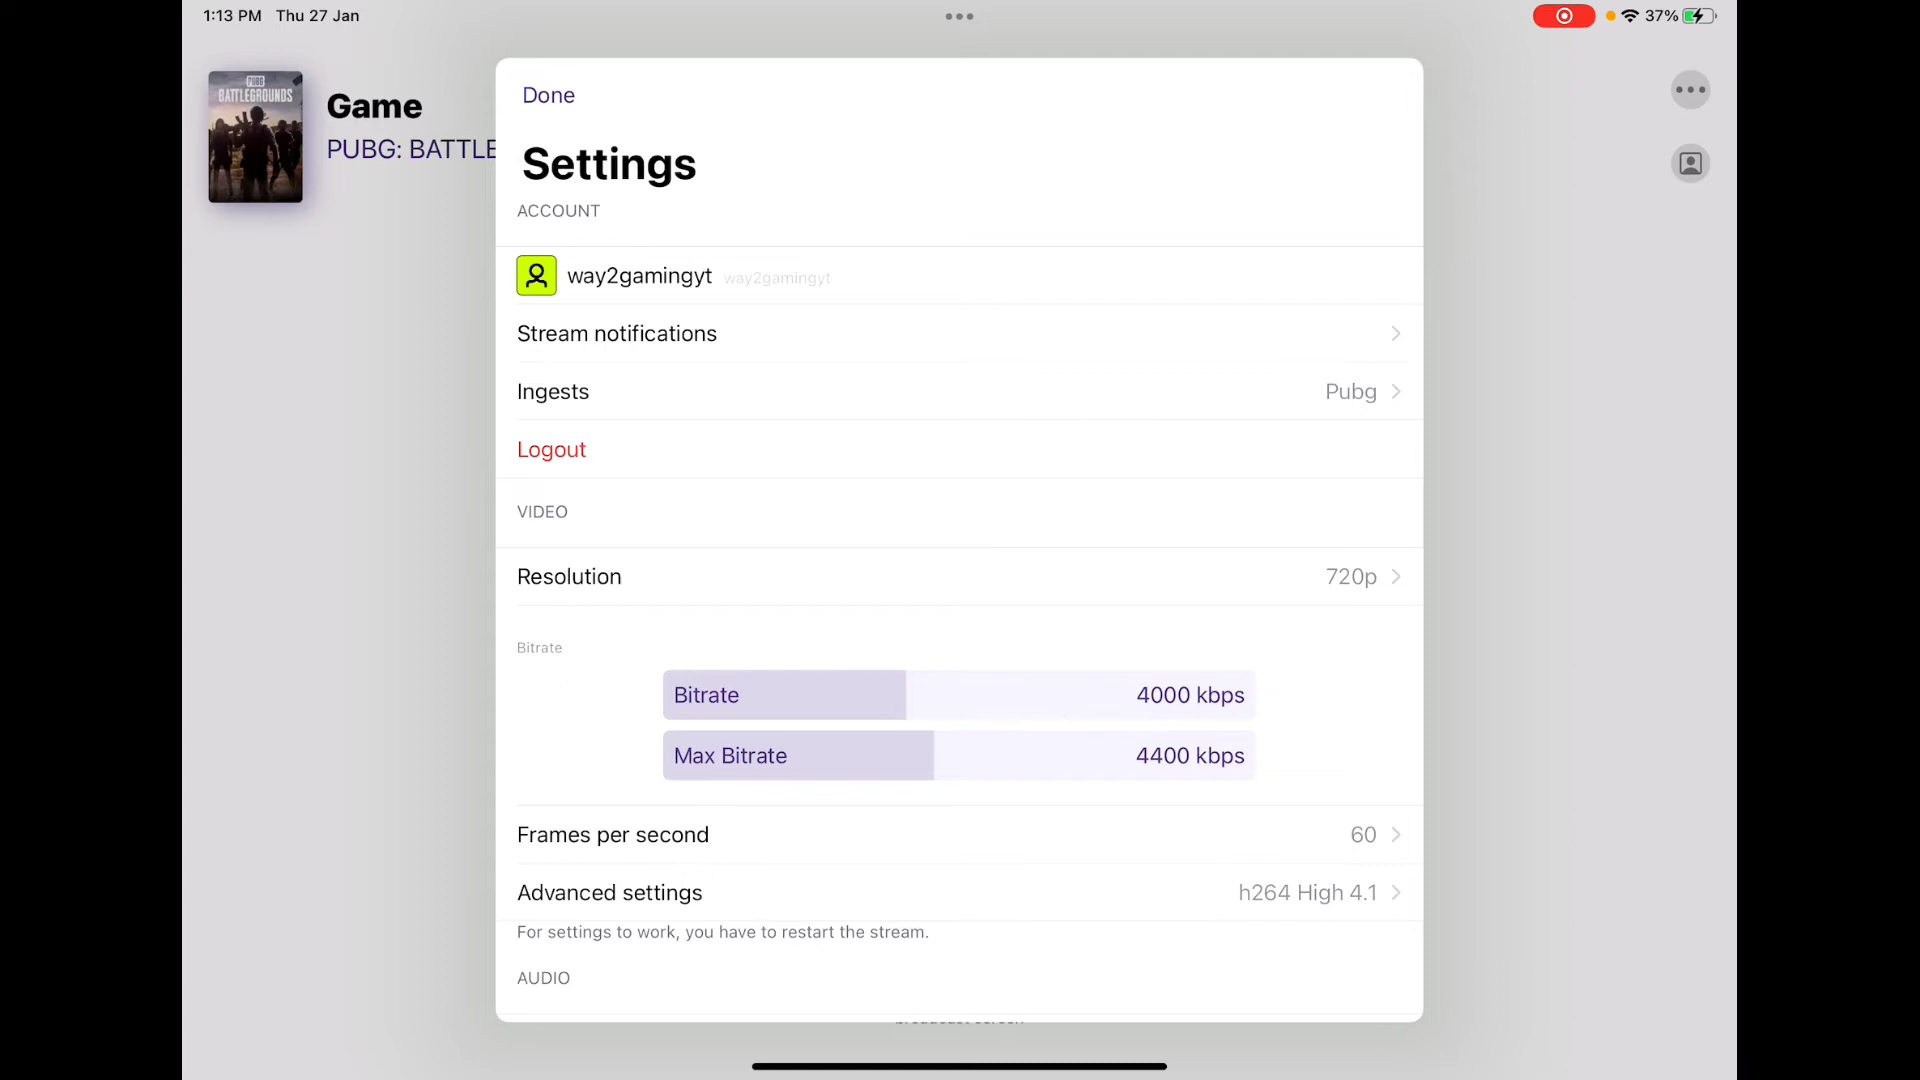 1:13 PM Thu 27 Jan
37%
PUBG
BATTLEGROUNDS
Game
PUBG: BATTLE
Done
Settings
ACCOUNT
way2gamingyt way2gamingyt
Stream notifications
Ingests Pubg
Logout
VIDEO
Resolution 720p
Bitrate
Bitrate 4000 kbps
Max Bitrate 4400 kbps
Frames per second 60
Advanced settings h264 High 4.1
For settings to work, you have to restart the stream.
AUDIO